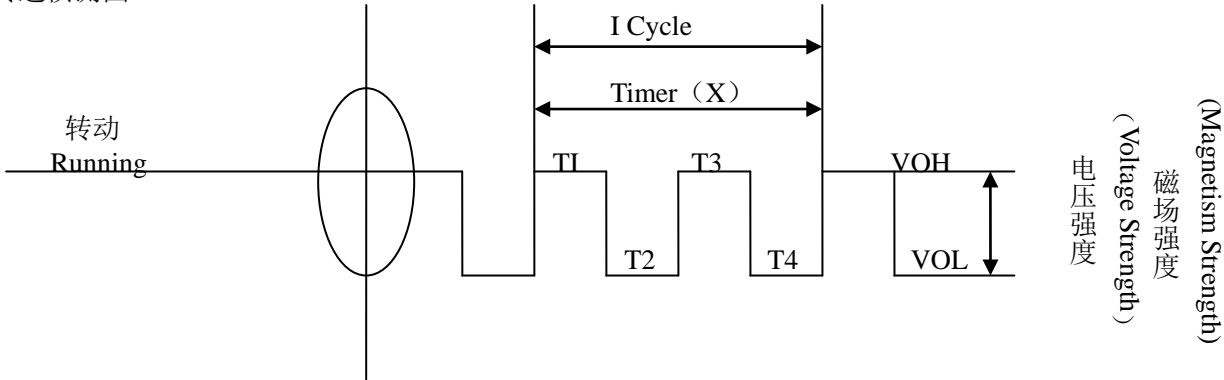 I Cycle
Timer（X）
转动
Running
TI
T3
VOH
T2
T4
VOL
电压强度
（Voltage Strength）
磁场强度
(Magnetism Strength)